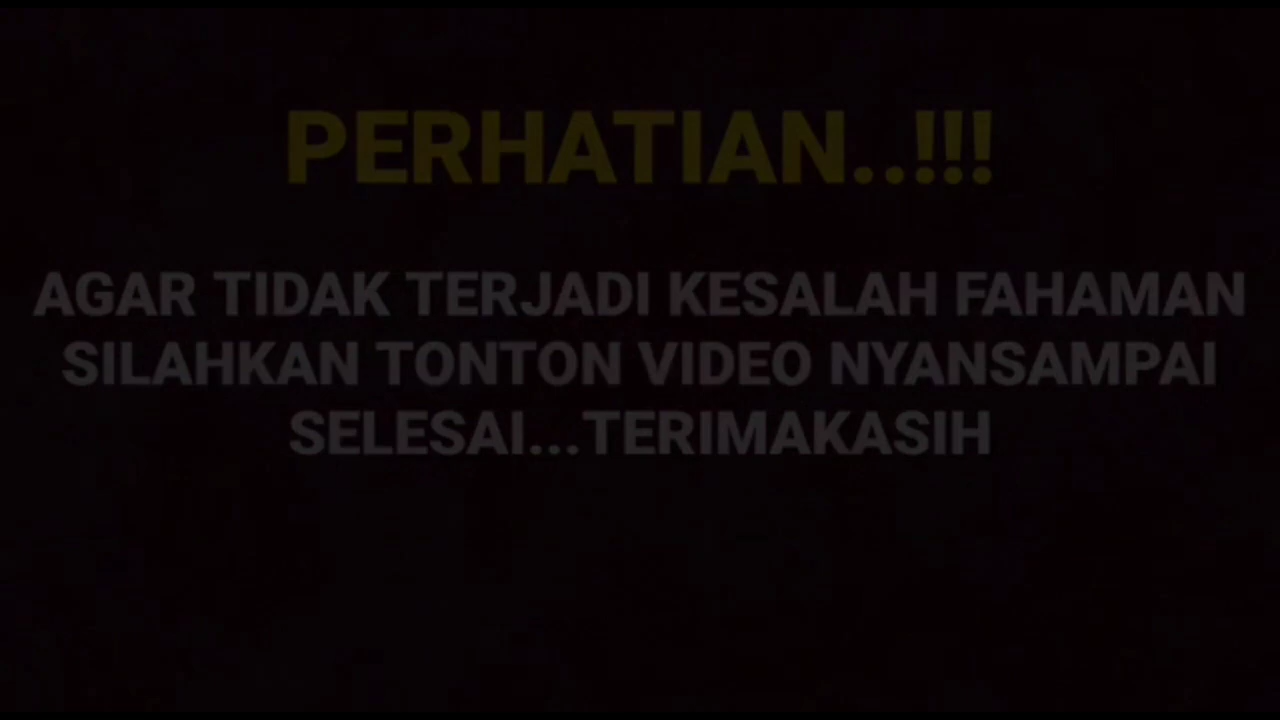 PERHATIAN..!!!
AGAR TIDAK TERJADI KESALAH FAHAMAN
SILAHKAN TONTON VIDEO NYANSAMPAI
SELESAI...TERIMAKASIH